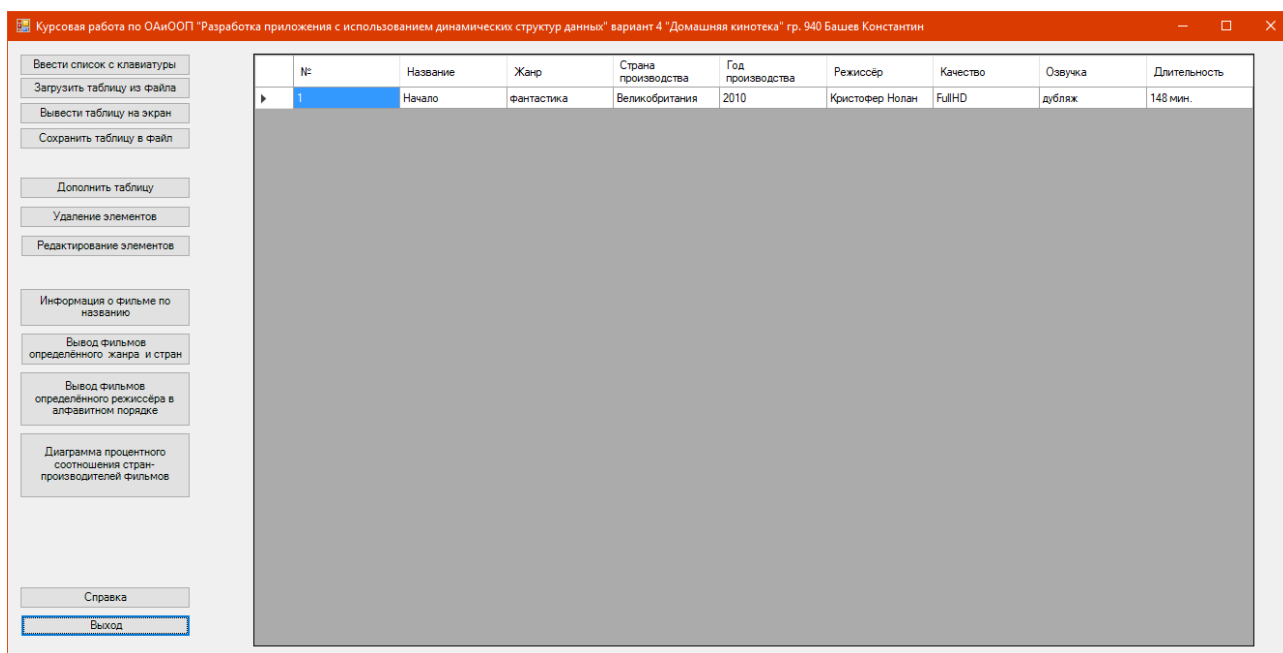 Курсовая работа по ОАиООП "Разработка приложения с использованием динамических структур данных" вариант 4 "Домашняя кинотека" гр. 940 Башев Константин
Ввести список с клавиатуры
Загрузить таблицу из файла
Вывести таблицу на экран
Сохранить таблицу в файл
Дополнить таблицу
Удаление элементов
Редактирование элементов
Информация о фильме по
названию
Вывод фильмов
определённого жанра и стран
Вывод фильмов
определённого режиссёра в
алфавитном порядке
Диаграмма процентного
соотношения стран-
производителей фильмов
Справка
Выход
№ Название Жанр Страна производства Год производства Режиссёр Качество Озвучка Длительность
1 Начало фантастика Великобритания 2010 Кристофер Нолан FullHD дубляж 148 мин.